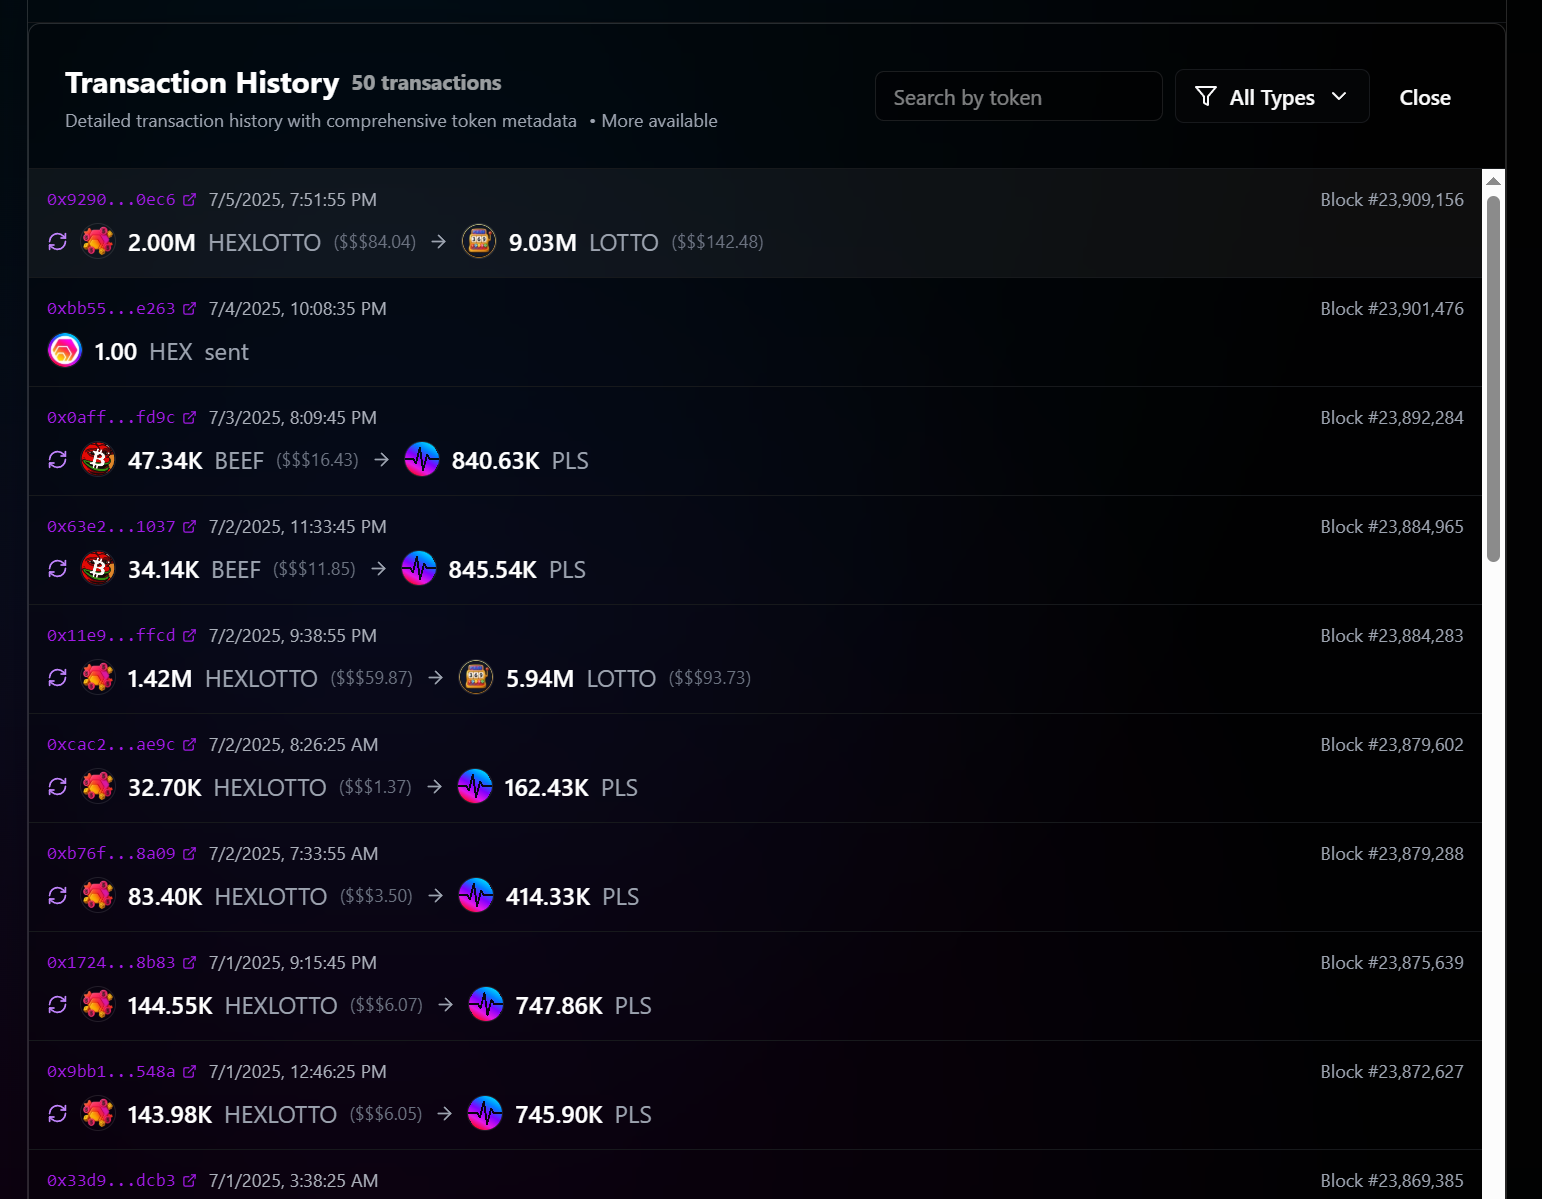 Transaction History 50 transactions
Detailed transaction history with comprehensive token metadata • More available
Search by token
All Types
Close
0x9290...0ec6 7/5/2025, 7:51:55 PM Block #23,909,156
2.00M HEXLOTTO ($$$84.04) → 9.03M LOTTO ($$$142.48)
0xbb55...e263 7/4/2025, 10:08:35 PM Block #23,901,476
1.00 HEX sent
0x0aff...fd9c 7/3/2025, 8:09:45 PM Block #23,892,284
47.34K BEEF ($$$16.43) → 840.63K PLS
0x63e2...1037 7/2/2025, 11:33:45 PM Block #23,884,965
34.14K BEEF ($$$11.85) → 845.54K PLS
0x11e9...ffcd 7/2/2025, 9:38:55 PM Block #23,884,283
1.42M HEXLOTTO ($$$59.87) → 5.94M LOTTO ($$$93.73)
0xcac2...ae9c 7/2/2025, 8:26:25 AM Block #23,879,602
32.70K HEXLOTTO ($$$1.37) → 162.43K PLS
0xb76f...8a09 7/2/2025, 7:33:55 AM Block #23,879,288
83.40K HEXLOTTO ($$$3.50) → 414.33K PLS
0x1724...8b83 7/1/2025, 9:15:45 PM Block #23,875,639
144.55K HEXLOTTO ($$$6.07) → 747.86K PLS
0x9bb1...548a 7/1/2025, 12:46:25 PM Block #23,872,627
143.98K HEXLOTTO ($$$6.05) → 745.90K PLS
0x33d9...dcb3 7/1/2025, 3:38:25 AM Block #23,869,385